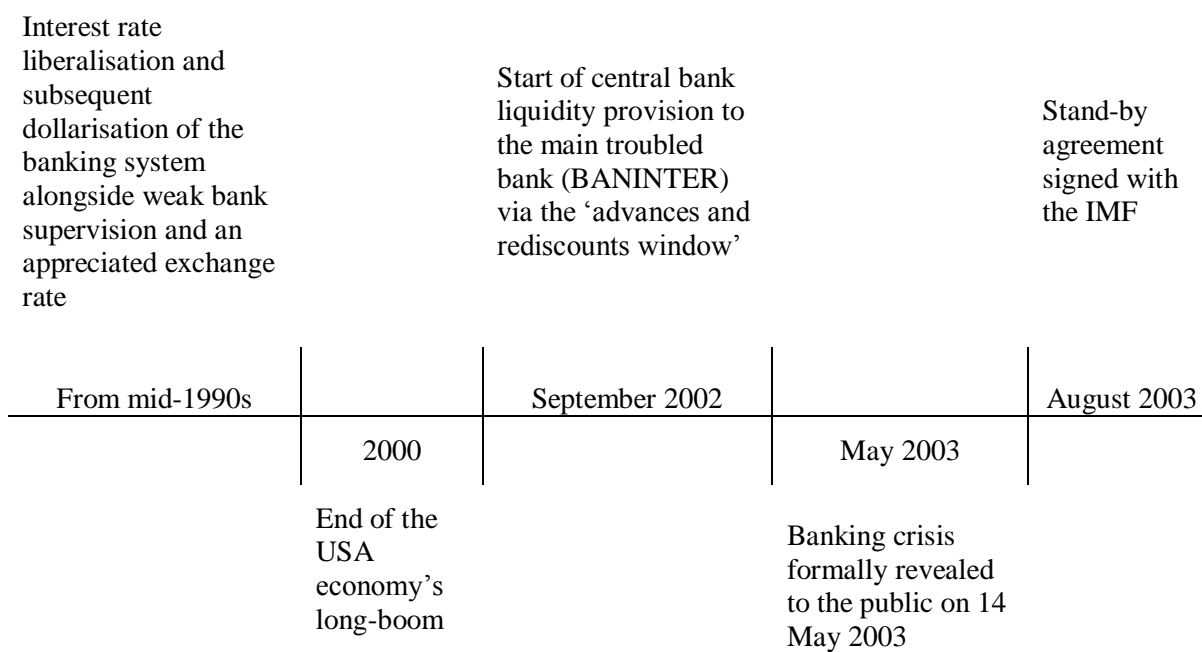 Interest rate
liberalisation and
subsequent
dollarisation of the
banking system
alongside weak bank
supervision and an
appreciated exchange
rate
Start of central bank
liquidity provision to
the main troubled
bank (BANINTER)
via the ‘advances and
rediscounts window’
Stand-by
agreement
signed with
the IMF
From mid-1990s
September 2002
August 2003
2000
May 2003
End of the
USA
economy’s
long-boom
Banking crisis
formally revealed
to the public on 14
May 2003